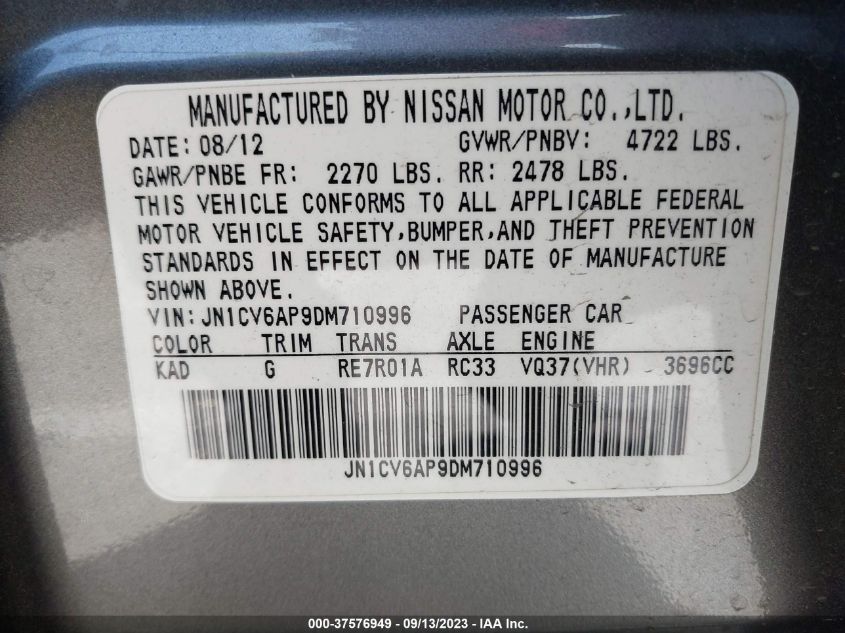 MANUFACTURED BY NISSAN MOTOR CO.,LTD.
DATE: 08/12 GVWR/PNBV: 4722 LBS.
GAWR/PNBE FR: 2270 LBS. RR: 2478 LBS.
THIS VEHICLE CONFORMS TO ALL APPLICABLE FEDERAL
MOTOR VEHICLE SAFETY,BUMPER,AND THEFT PREVENTION
STANDARDS IN EFFECT ON THE DATE OF MANUFACTURE
SHOWN ABOVE.
VIN:JN1CV6AP9DM710996 PASSENGER CAR
COLOR TRIM TRANS AXLE ENGINE
KAD G RE7R01A RC33 VQ37(VHR) 3696CC
JN1CV6AP9DM710996
000-37576949 - 09/13/2023 - IAA Inc.